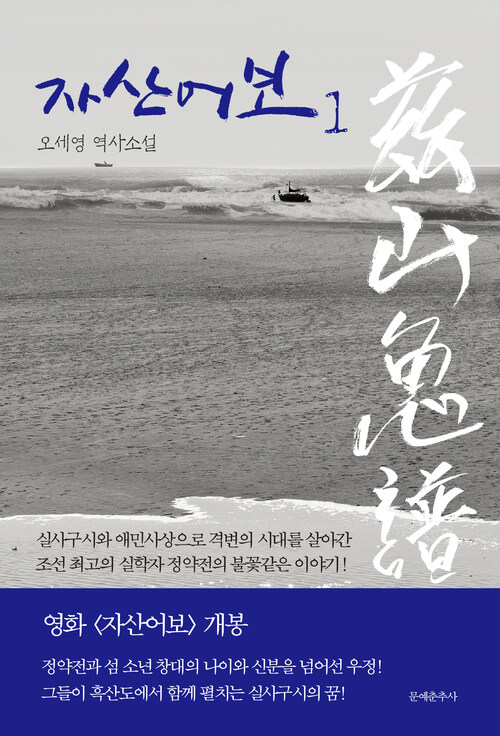 자산어보 1
오세영 역사소설
玆山魚譜
실사구시와 애민사상으로 격변의 시대를 살아간
조선 최고의 실학자 정약전의 불꽃같은 이야기!
영화 〈자산어보〉 개봉
정약전과 섬 소년 창대의 나이와 신분을 넘어선 우정!
그들이 흑산도에서 함께 펼치는 실사구시의 꿈!
문예춘추사